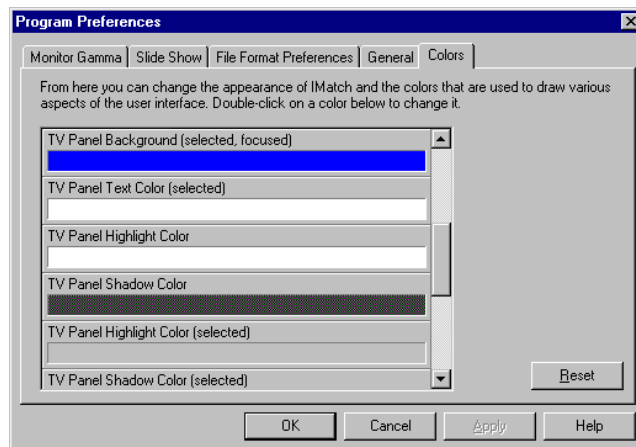 Program Preferences
Monitor Gamma
Slide Show
File Format Preferences
General
Colors
From here you can change the appearance of IMatch and the colors that are used to draw various
aspects of the user interface. Double-click on a color below to change it.
TV Panel Background (selected, focused)
TV Panel Text Color (selected)
TV Panel Highlight Color
TV Panel Shadow Color
TV Panel Highlight Color (selected)
TV Panel Shadow Color (selected)
Reset
OK
Cancel
Apply
Help